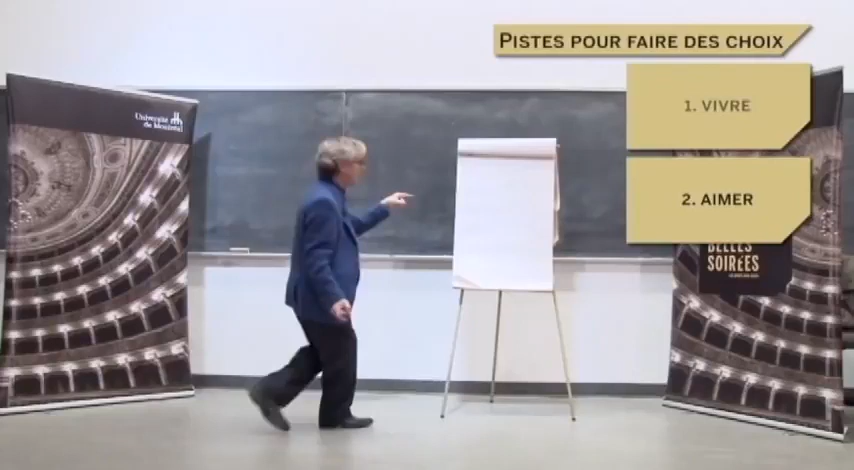 PISTES POUR FAIRE DES CHOIX
1. VIVRE
2. AIMER
Université
de Montréal
BELLES
SOIRÉES